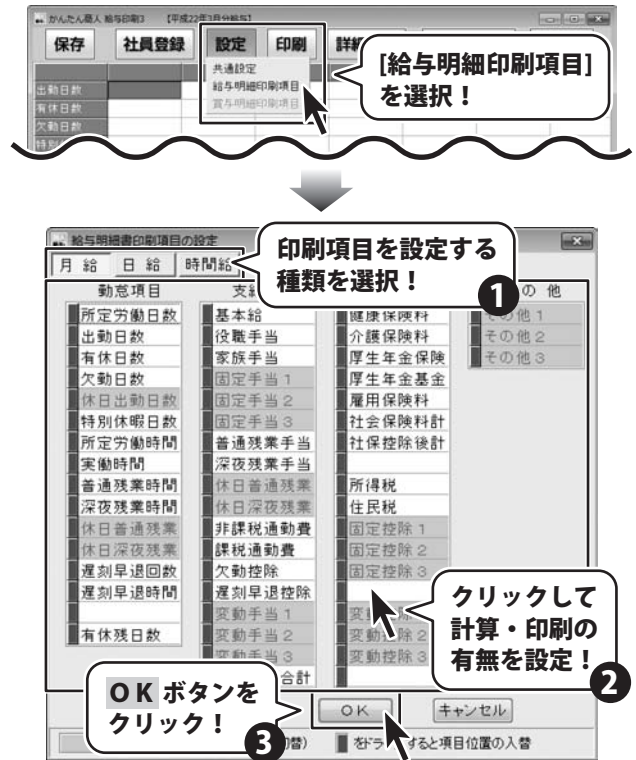 かんたん商人 給与印刷3 【平成22年3月分給与】
保存 社員登録 設定 印刷 詳細
共通設定
給与明細印刷項目
賞与明細印刷項目
[給与明細印刷項目]
を選択！
出勤日数
有休日数
欠勤日数
給与明細書印刷項目の設定
月 給 日 給 時間給
印刷項目を設定する
種類を選択！
1
勤怠項目
所定労働日数
出勤日数
有休日数
欠勤日数
休日出勤日数
特別休暇日数
所定労働時間
実働時間
普通残業時間
深夜残業時間
休日普通残業
休日深夜残業
遅刻早退回数
遅刻早退時間
有休残日数
支
基本給
役職手当
家族手当
固定手当1
固定手当2
固定手当3
普通残業手当
深夜残業手当
休日普通残業
休日深夜残業
非課税通勤費
課税通勤費
欠勤控除
遅刻早退控除
変動手当1
変動手当2
変動手当3
合計
健康保険料
介護保険料
厚生年金保険
厚生年金基金
雇用保険料
社会保険料計
社保控除後計
所得税
住民税
固定控除1
固定控除2
固定控除3
変動控除2
変動控除3
の 他
その他1
その他2
その他3
クリックして
計算・印刷の
有無を設定！
2
OKボタンを
クリック！
3
OK キャンセル
替) をドラ すると項目位置の入替